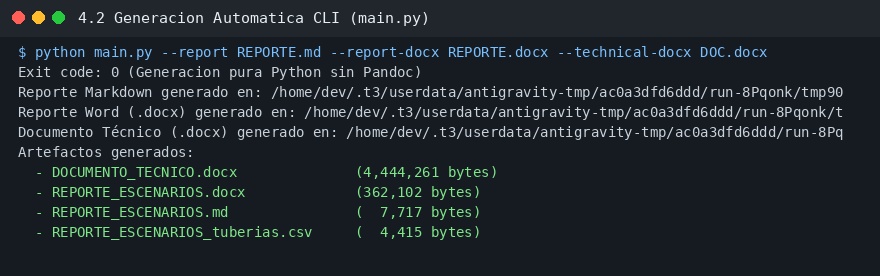 4.2 Generacion Automatica CLI (main.py)
$ python main.py --report REPORTE.md --report-docx REPORTE.docx --technical-docx DOC.docx
Exit code: 0 (Generacion pura Python sin Pandoc)
Reporte Markdown generado en: /home/dev/.t3/userdata/antigravity-tmp/ac0a3dfd6ddd/run-8Pqonk/tmp90
Reporte Word (.docx) generado en: /home/dev/.t3/userdata/antigravity-tmp/ac0a3dfd6ddd/run-8Pqonk/t
Documento Técnico (.docx) generado en: /home/dev/.t3/userdata/antigravity-tmp/ac0a3dfd6ddd/run-8Pq
Artefactos generados:
  - DOCUMENTO_TECNICO.docx              (4,444,261 bytes)
  - REPORTE_ESCENARIOS.docx             (362,102 bytes)
  - REPORTE_ESCENARIOS.md               (  7,717 bytes)
  - REPORTE_ESCENARIOS_tuberias.csv     (  4,415 bytes)